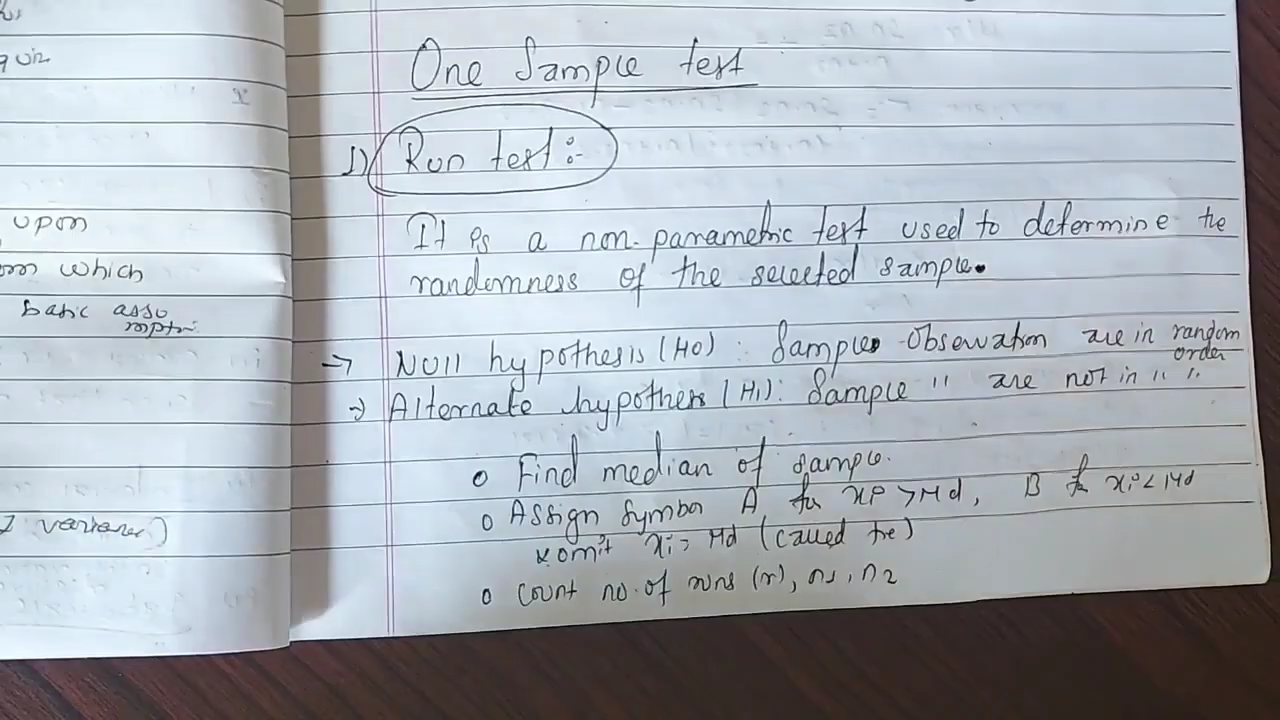 upon
which
basic asso
mptn.
One Sample test
1) Run test :-
It is a non-parametric test used to determine the
randomness of the selected sample.
→ Null hypothesis (H0) : Sample Observation are in random
order
→ Alternate hypothesis (H1) : Sample " are not in " "
o Find median of sample.
o Assign Symbol A for xi > Md, B for xi < Md
& omit xi = Md (called tie)
o Count no. of runs (r), n1, n2